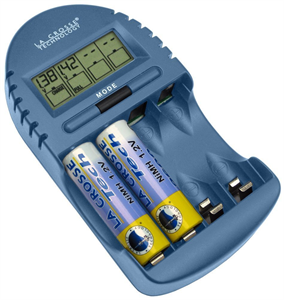 LA CROSSE®
TECHNOLOGY
138 142
MODE
LA CROSSE
Tech
NiMH 1.2V
LA CROSSE
Tech
NiMH 1.2V